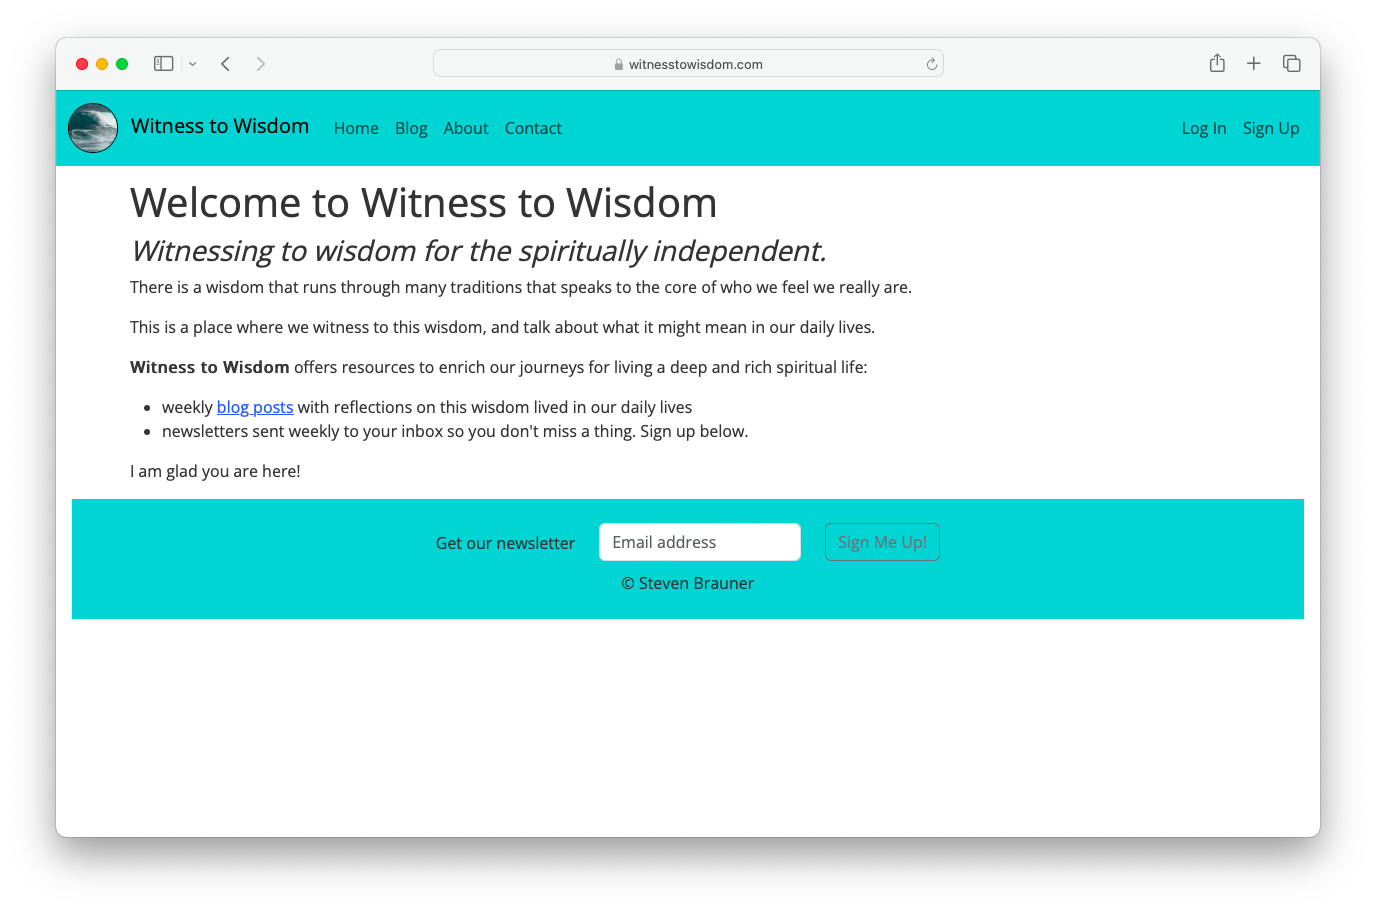 witnesstowisdom.com
Witness to Wisdom Home Blog About Contact Log In Sign Up
Welcome to Witness to Wisdom
Witnessing to wisdom for the spiritually independent.
There is a wisdom that runs through many traditions that speaks to the core of who we feel we really are.
This is a place where we witness to this wisdom, and talk about what it might mean in our daily lives.
Witness to Wisdom offers resources to enrich our journeys for living a deep and rich spiritual life:
• weekly blog posts with reflections on this wisdom lived in our daily lives
• newsletters sent weekly to your inbox so you don't miss a thing. Sign up below.
I am glad you are here!
Get our newsletter Email address Sign Me Up!
© Steven Brauner